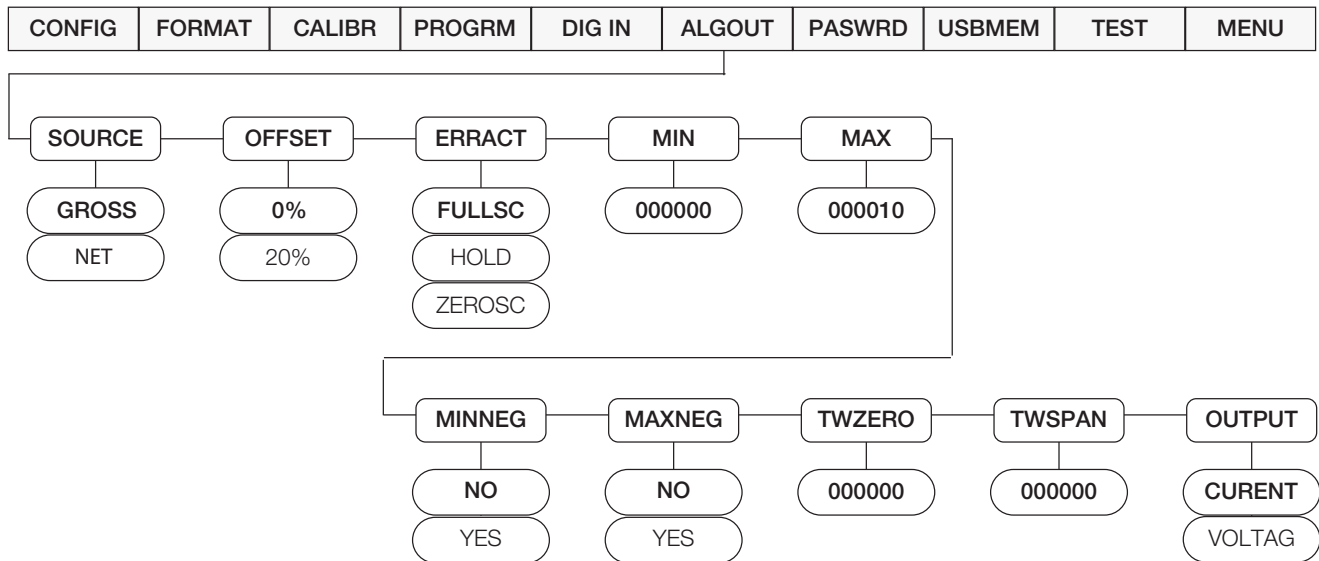 CONFIG FORMAT CALIBR PROGRM DIG IN ALGOUT PASWRD USBMEM TEST MENU
SOURCE OFFSET ERRACT MIN MAX
GROSS 0% FULLSC 000000 000010
NET 20% HOLD
ZEROSC
MINNEG MAXNEG TWZERO TWSPAN OUTPUT
NO NO 000000 000000 CURENT
YES YES VOLTAG